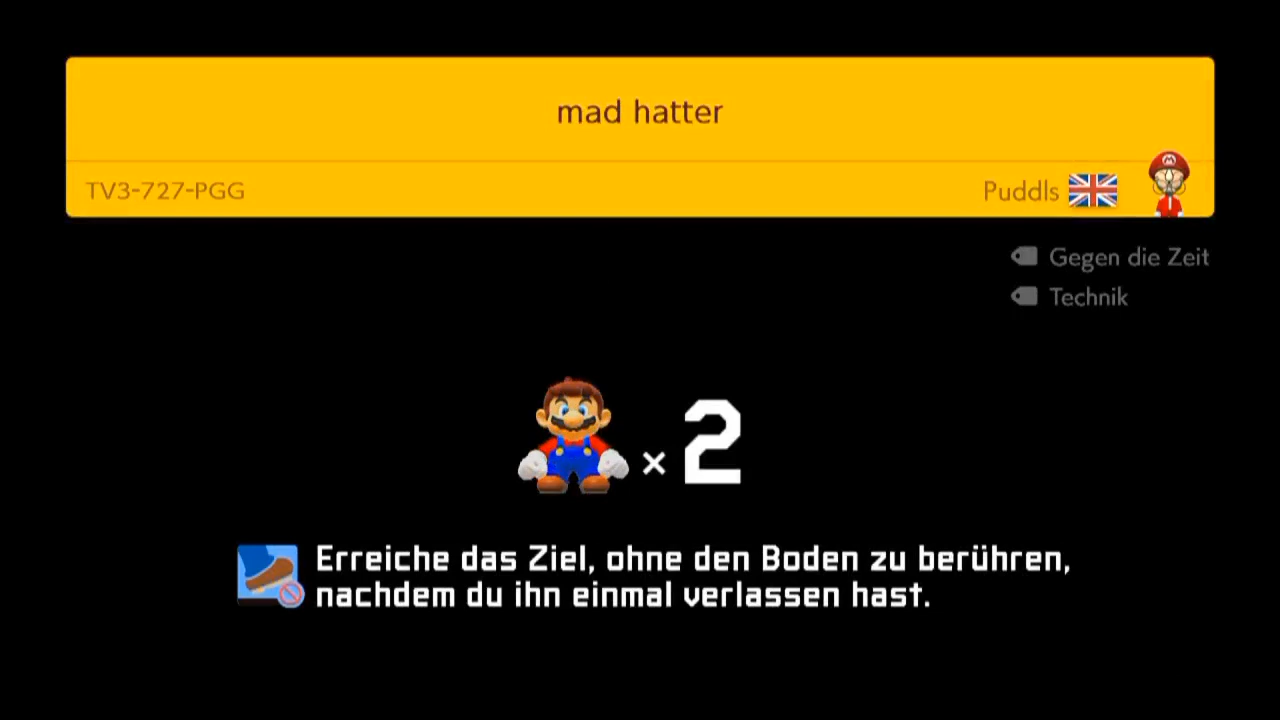 mad hatter
TV3-727-PGG
Puddls
Gegen die Zeit
Technik
× 2
Erreiche das Ziel, ohne den Boden zu berühren,
nachdem du ihn einmal verlassen hast.